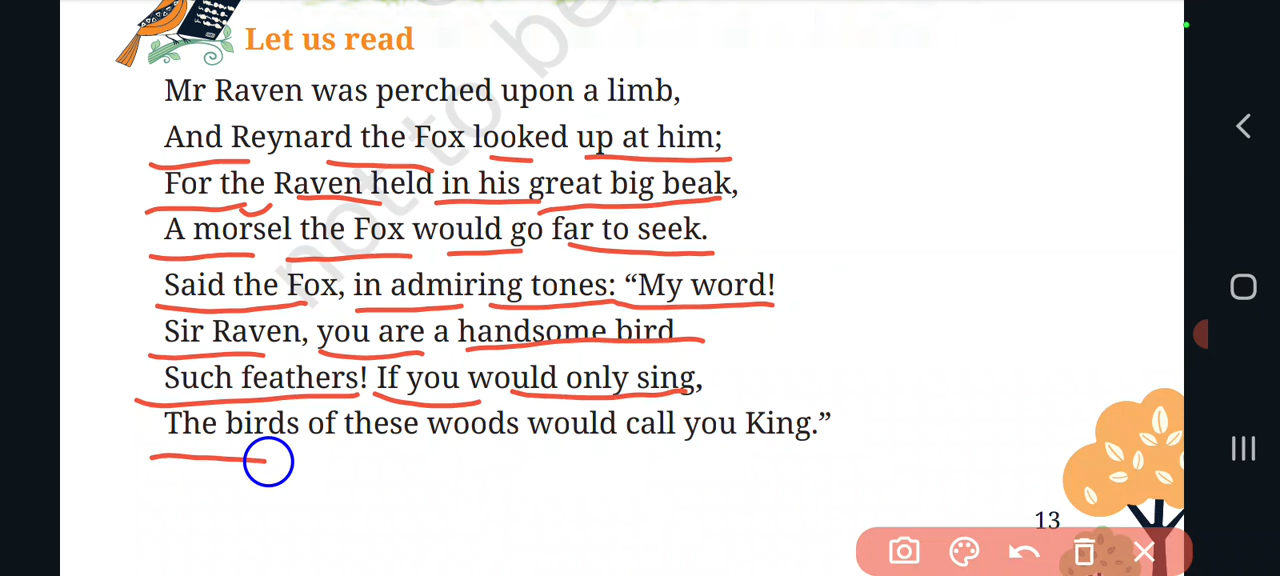 Let us read
Mr Raven was perched upon a limb,
And Reynard the Fox looked up at him;
For the Raven held in his great big beak,
A morsel the Fox would go far to seek.
Said the Fox, in admiring tones: “My word!
Sir Raven, you are a handsome bird
Such feathers! If you would only sing,
The birds of these woods would call you King.”
13
not to be